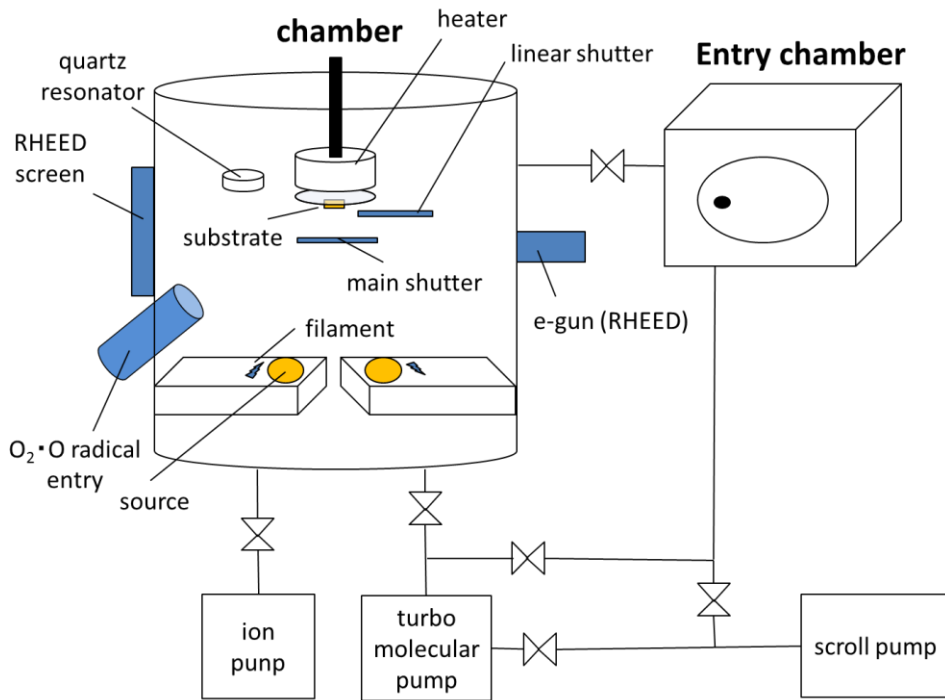 chamber
heater
linear shutter
Entry chamber
quartz
resonator
RHEED
screen
substrate
main shutter
e-gun (RHEED)
filament
O₂・O radical
entry
source
ion
punp
turbo
molecular
pump
scroll pump